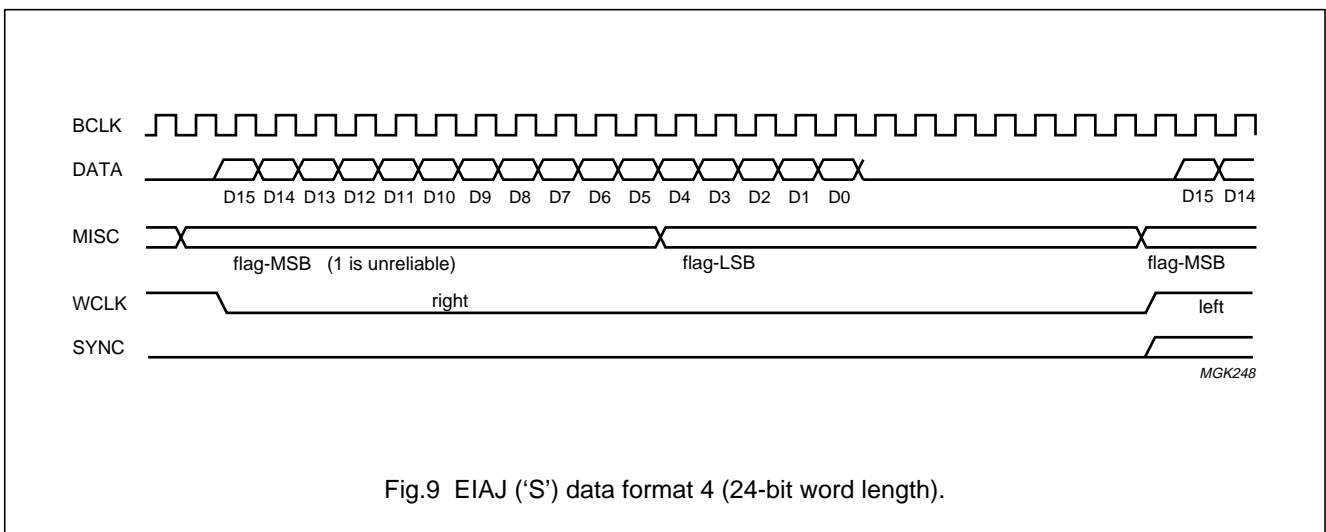 BCLK
DATA
D15 D14 D13 D12 D11 D10 D9 D8 D7 D6 D5 D4 D3 D2 D1 D0 D15 D14
MISC
flag-MSB (1 is unreliable) flag-LSB flag-MSB
WCLK right left
SYNC
MGK248
Fig.9 EIAJ (‘S’) data format 4 (24-bit word length).